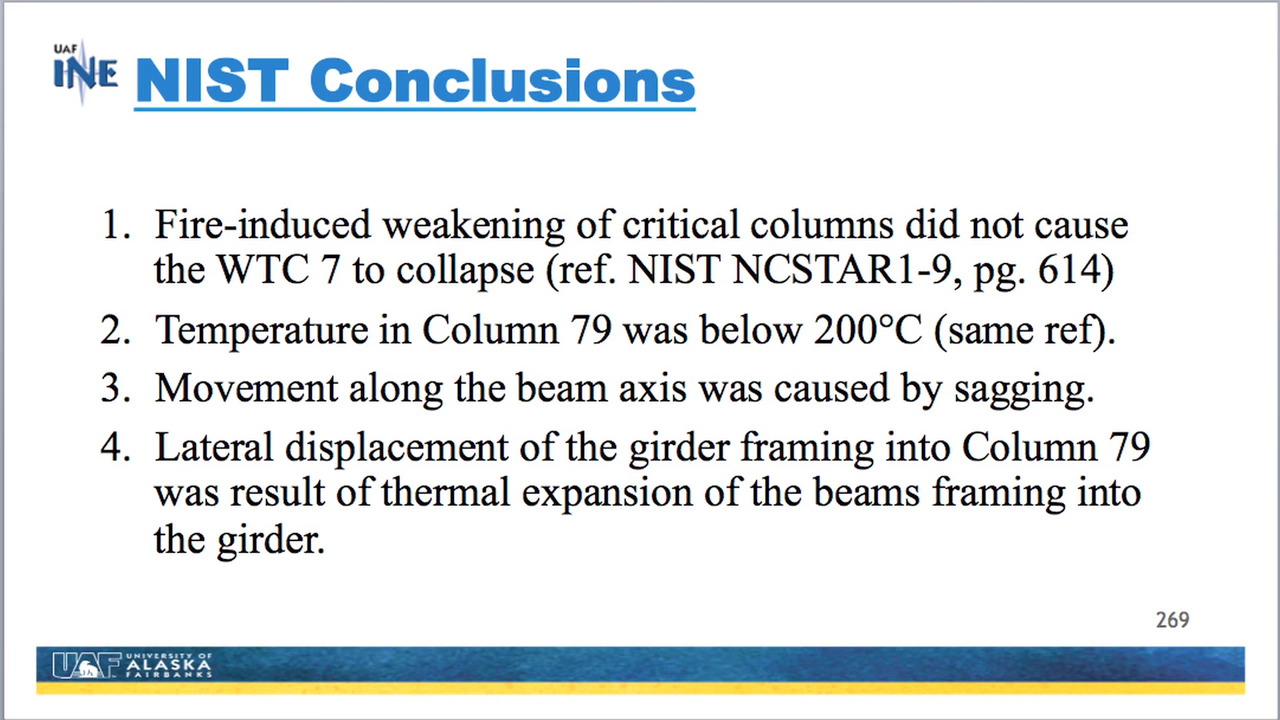 UAF
INE
NIST Conclusions
1. Fire-induced weakening of critical columns did not cause
the WTC 7 to collapse (ref. NIST NCSTAR1-9, pg. 614)
2. Temperature in Column 79 was below 200°C (same ref).
3. Movement along the beam axis was caused by sagging.
4. Lateral displacement of the girder framing into Column 79
was result of thermal expansion of the beams framing into
the girder.
269
UAF UNIVERSITY OF
ALASKA
FAIRBANKS